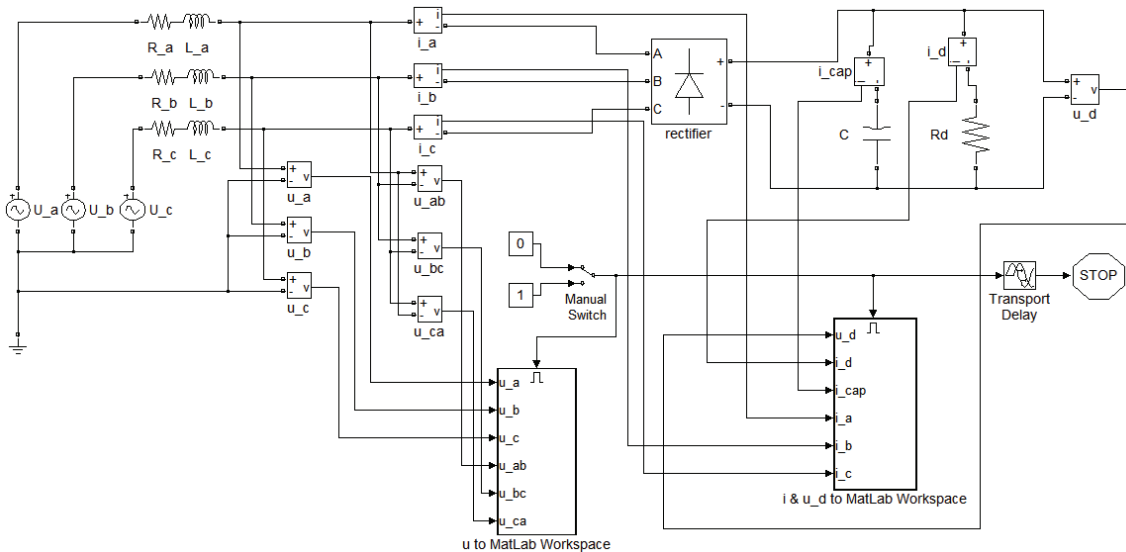 R_a L_a
R_b L_b
R_c L_c
U_a U_b U_c
+ i -
i_a
+ i -
i_b
+ i -
i_c
A
B
C
+
-
rectifier
i_cap
+ i -
i_d
+ i -
C
Rd
+ v -
u_d
+ v -
u_a
+ v -
u_b
+ v -
u_c
+ v -
u_ab
+ v -
u_bc
+ v -
u_ca
0
1
Manual
Switch
Transport
Delay
STOP
u_a
u_b
u_c
u_ab
u_bc
u_ca
u to MatLab Workspace
u_d
i_d
i_cap
i_a
i_b
i_c
i & u_d to MatLab Workspace